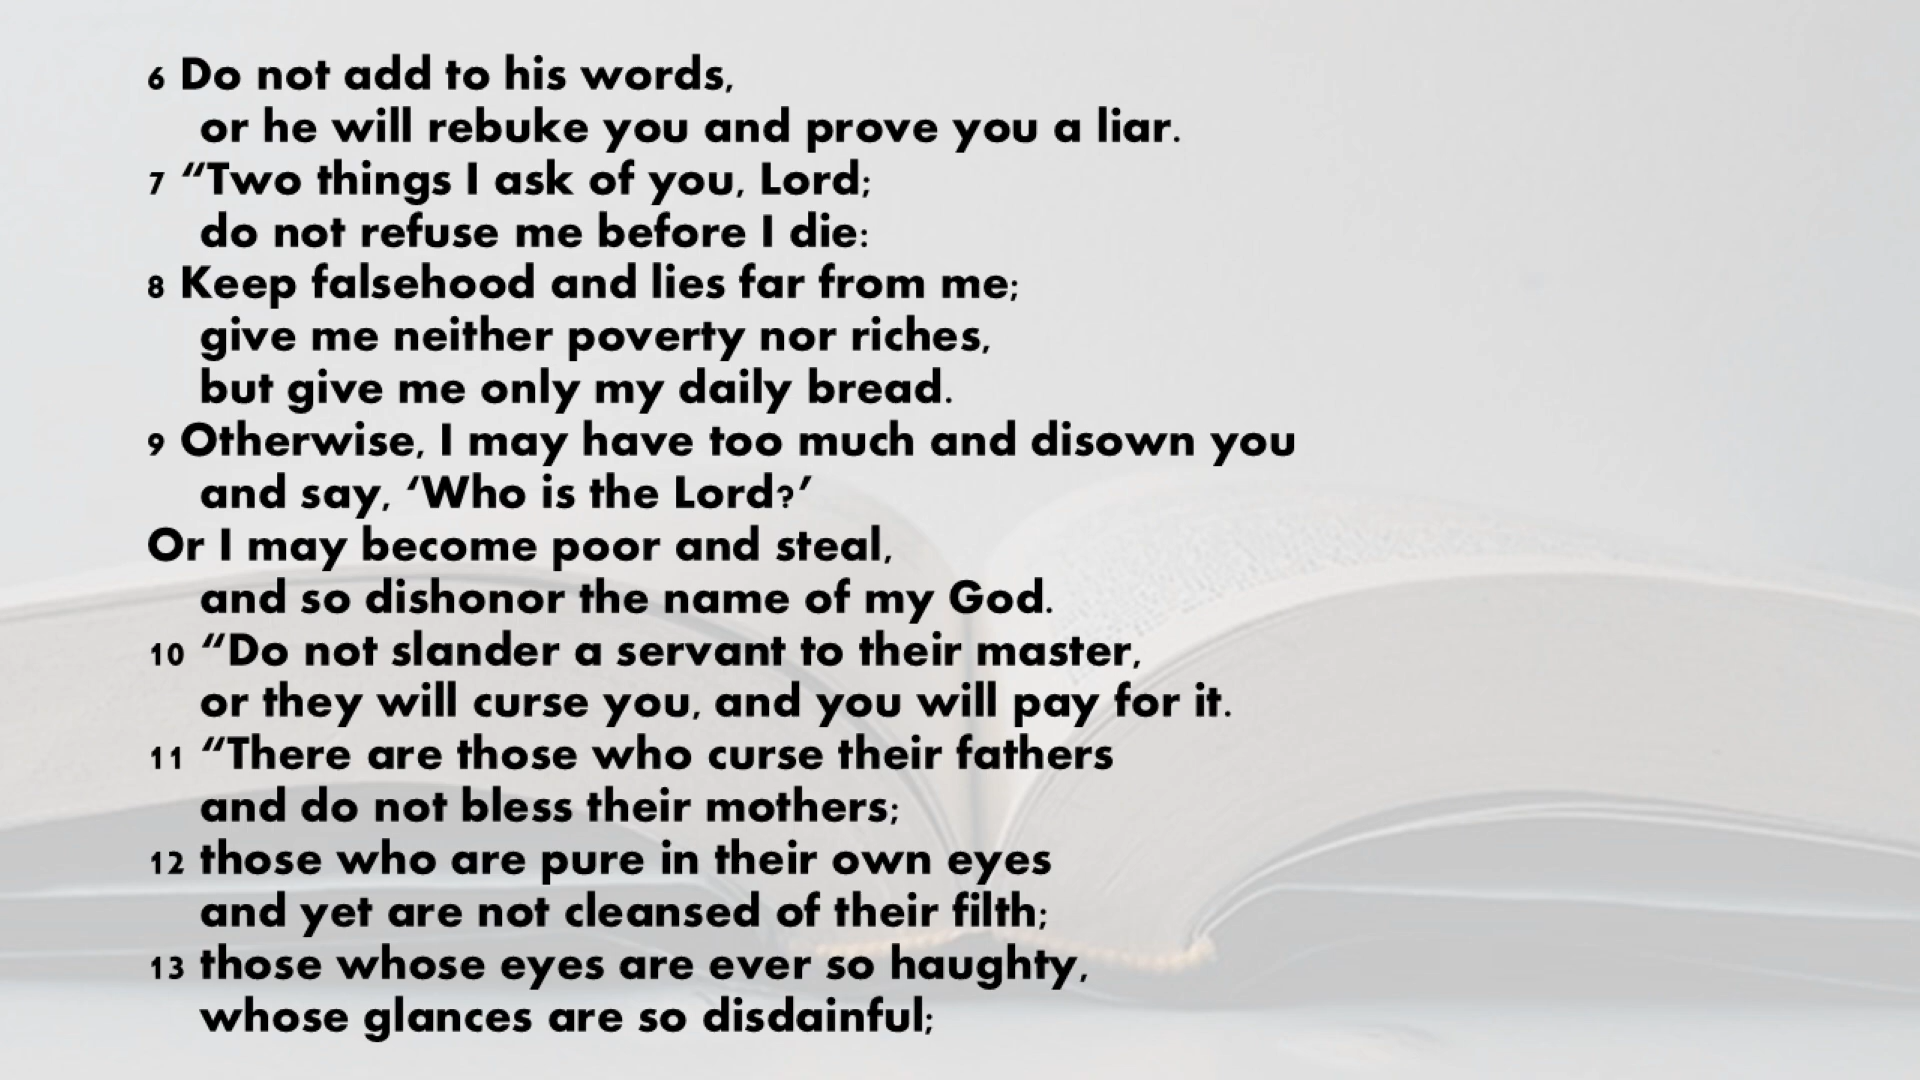 6 Do not add to his words,
or he will rebuke you and prove you a liar.
7 “Two things I ask of you, Lord;
do not refuse me before I die:
8 Keep falsehood and lies far from me;
give me neither poverty nor riches,
but give me only my daily bread.
9 Otherwise, I may have too much and disown you
and say, ‘Who is the Lord?’
Or I may become poor and steal,
and so dishonor the name of my God.
10 “Do not slander a servant to their master,
or they will curse you, and you will pay for it.
11 “There are those who curse their fathers
and do not bless their mothers;
12 those who are pure in their own eyes
and yet are not cleansed of their filth;
13 those whose eyes are ever so haughty,
whose glances are so disdainful;